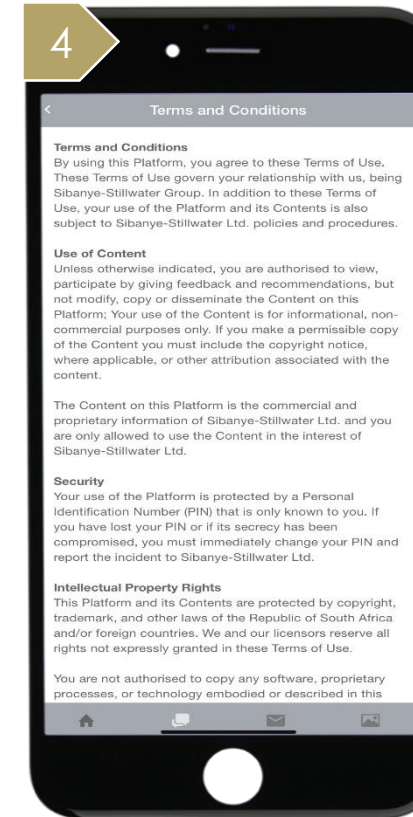 4
Terms and Conditions
Terms and Conditions
By using this Platform, you agree to these Terms of Use.
These Terms of Use govern your relationship with us, being
Sibanye-Stillwater Group. In addition to these Terms of
Use, your use of the Platform and its Contents is also
subject to Sibanye-Stillwater Ltd. policies and procedures.
Use of Content
Unless otherwise indicated, you are authorised to view,
participate by giving feedback and recommendations, but
not modify, copy or disseminate the Content on this
Platform; Your use of the Content is for informational, non-
commercial purposes only. If you make a permissible copy
of the Content you must include the copyright notice,
where applicable, or other attribution associated with the
content.
The Content on this Platform is the commercial and
proprietary information of Sibanye-Stillwater Ltd. and you
are only allowed to use the Content in the interest of
Sibanye-Stillwater Ltd.
Security
Your use of the Platform is protected by a Personal
Identification Number (PIN) that is only known to you. If
you have lost your PIN or if its secrecy has been
compromised, you must immediately change your PIN and
report the incident to Sibanye-Stillwater Ltd.
Intellectual Property Rights
This Platform and its Contents are protected by copyright,
trademark, and other laws of the Republic of South Africa
and/or foreign countries. We and our licensors reserve all
rights not expressly granted in these Terms of Use.
You are not authorised to copy any software, proprietary
processes, or technology embodied or described in this